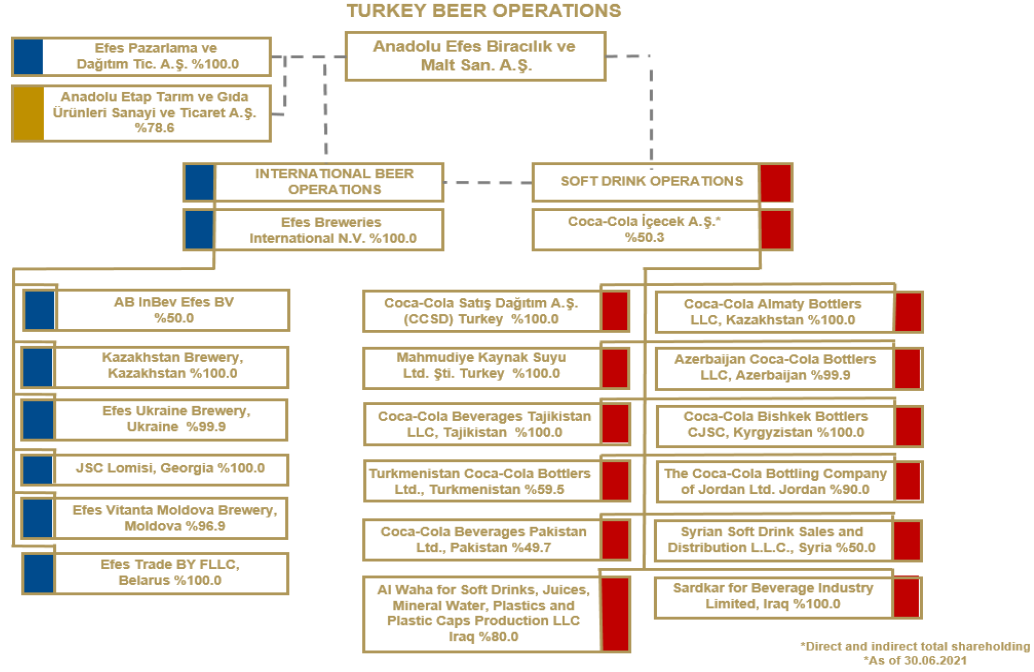 TURKEY BEER OPERATIONS
Efes Pazarlama ve
Dağıtım Tic. A.Ş. %100.0
Anadolu Efes Biracılık ve
Malt San. A.Ş.
Anadolu Etap Tarım ve Gıda
Ürünleri Sanayi ve Ticaret A.Ş.
%78.6
INTERNATIONAL BEER
OPERATIONS
SOFT DRINK OPERATIONS
Efes Breweries
International N.V. %100.0
Coca-Cola İçecek A.Ş.*
%50.3
AB InBev Efes BV
%50.0
Kazakhstan Brewery,
Kazakhstan %100.0
Efes Ukraine Brewery,
Ukraine %99.9
JSC Lomisi, Georgia %100.0
Efes Vitanta Moldova Brewery,
Moldova %96.9
Efes Trade BY FLLC,
Belarus %100.0
Coca-Cola Satış Dağıtım A.Ş.
(CCSD) Turkey %100.0
Mahmudiye Kaynak Suyu
Ltd. Şti. Turkey %100.0
Coca-Cola Beverages Tajikistan
LLC, Tajikistan %100.0
Turkmenistan Coca-Cola Bottlers
Ltd., Turkmenistan %59.5
Coca-Cola Beverages Pakistan
Ltd., Pakistan %49.7
Al Waha for Soft Drinks, Juices,
Mineral Water, Plastics and
Plastic Caps Production LLC
Iraq %80.0
Coca-Cola Almaty Bottlers
LLC, Kazakhstan %100.0
Azerbaijan Coca-Cola Bottlers
LLC, Azerbaijan %99.9
Coca-Cola Bishkek Bottlers
CJSC, Kyrgyzistan %100.0
The Coca-Cola Bottling Company
of Jordan Ltd. Jordan %90.0
Syrian Soft Drink Sales and
Distribution L.L.C., Syria %50.0
Sardkar for Beverage Industry
Limited, Iraq %100.0
*Direct and indirect total shareholding
*As of 30.06.2021